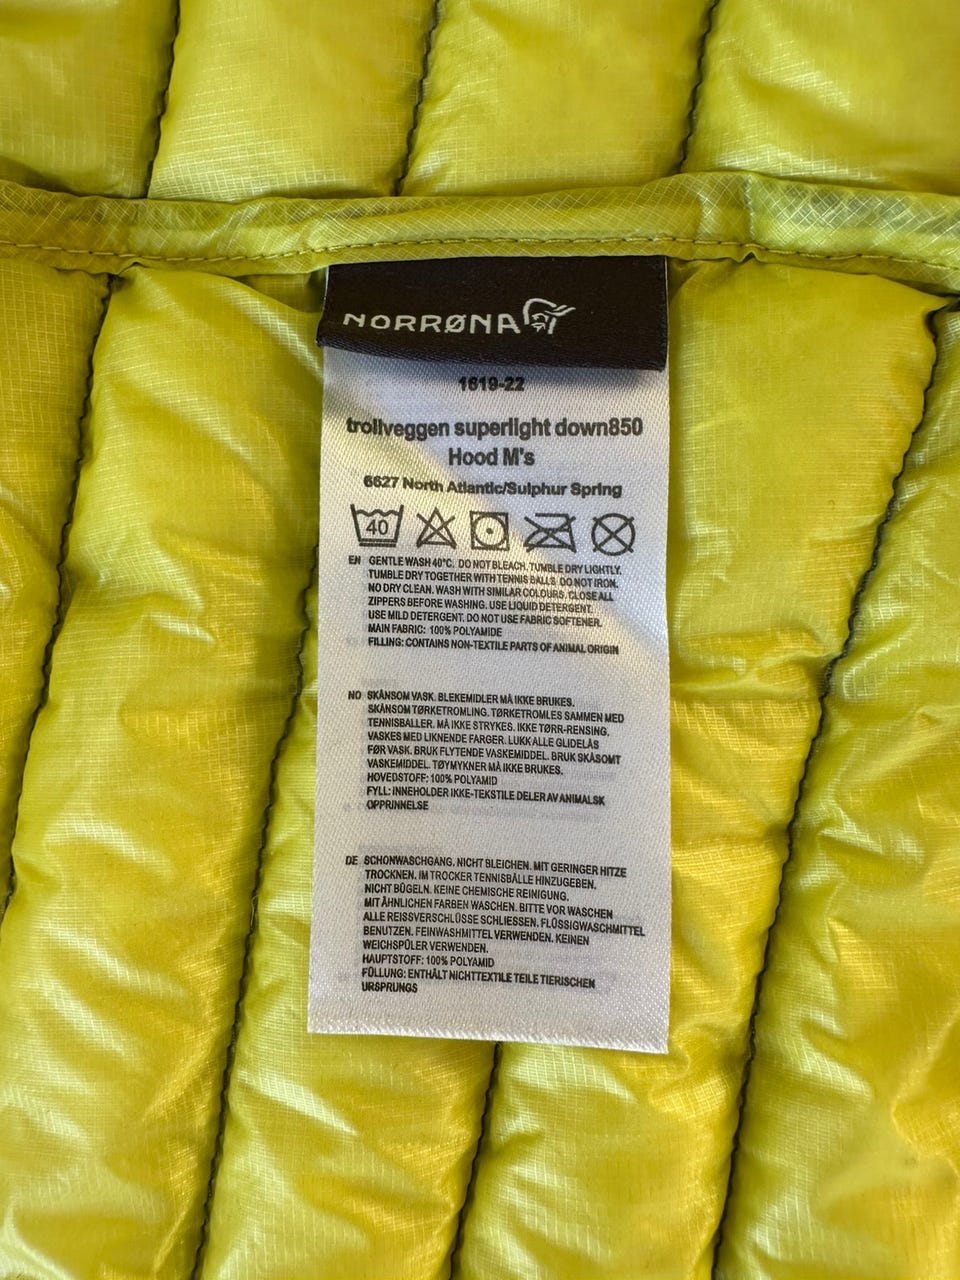 NORRØNA
1619-22
trollveggen superlight down850
Hood M's
6627 North Atlantic/Sulphur Spring
40
EN GENTLE WASH 40°C. DO NOT BLEACH. TUMBLE DRY LIGHTLY.
TUMBLE DRY TOGETHER WITH TENNIS BALLS. DO NOT IRON.
NO DRY CLEAN. WASH WITH SIMILAR COLOURS. CLOSE ALL
ZIPPERS BEFORE WASHING. USE LIQUID DETERGENT.
USE MILD DETERGENT. DO NOT USE FABRIC SOFTENER.
MAIN FABRIC: 100% POLYAMIDE
FILLING: CONTAINS NON-TEXTILE PARTS OF ANIMAL ORIGIN
NO SKÅNSOM VASK. BLEKEMIDLER MÅ IKKE BRUKES.
SKÅNSOM TØRKETROMLING. TØRKETROMLES SAMMEN MED
TENNISBALLER. MÅ IKKE STRYKES. IKKE TØRR-RENSING.
VASKES MED LIKNENDE FARGER. LUKK ALLE GLIDELÅS
FØR VASK. BRUK FLYTENDE VASKEMIDDEL. BRUK SKÅSOMT
VASKEMIDDEL. TØYMYKNER MÅ IKKE BRUKES.
HOVEDSTOFF: 100% POLYAMID
FYLL: INNEHOLDER IKKE-TEKSTILE DELER AV ANIMALSK
OPPRINNELSE
DE SCHONWASCHGANG. NICHT BLEICHEN. MIT GERINGER HITZE
TROCKNEN. IM TROCKER TENNISBÄLLE HINZUGEBEN.
NICHT BÜGELN. KEINE CHEMISCHE REINIGUNG.
MIT ÄHNLICHEN FARBEN WASCHEN. BITTE VOR WASCHEN
ALLE REISSVERSCHLÜSSE SCHLIESSEN. FLÜSSIGWASCHMITTEL
BENUTZEN. FEINWASHMITTEL VERWENDEN. KEINEN
WEICHSPÜLER VERWENDEN.
HAUPTSTOFF: 100% POLYAMID
FÜLLUNG: ENTHÄLT NICHTTEXTILE TEILE TIERISCHEN
URSPRUNGS